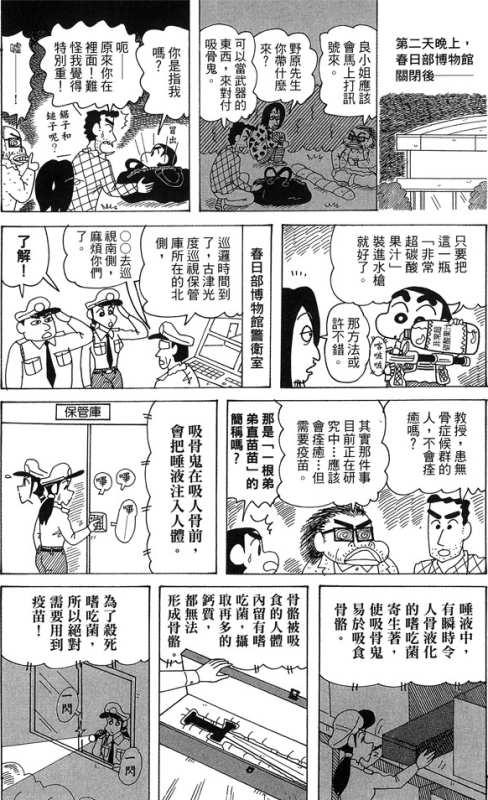 第二天晚上，
春日部博物館
關閉後——
良小姐應該
會馬上打訊
號來。
野原先生
你帶什麼
來？
可以當武器的
東西，來對付
吸骨鬼。
你是指我
嗎？
冒出
呃——
原來你在
裡面！難
怪我覺得
特別重！
鋸子和
鎚子呢？
噓——！
只要把
這一瓶
「非常
超碳酸
果汁」
裝進水槍
就好了。
那方法或
許不錯。
春日部博物館警衛室
巡邏時間到
了，古津光
度巡視保管
庫所在的北
側，
○○去巡
視南側，
麻煩你們
了。
了解！
教授，患無
骨症候群的
人，不會痊
癒嗎？
其實那件事
目前正在研
究中…應該
會痊癒…但
需要疫苗。
那是「一根弟
弟直苗苗」的
簡稱嗎？
吸骨鬼在吸人骨前，
會把唾液注入人體。
保管庫
嗶
嗶
嗶
唾液中，
有瞬時令
人骨液化
的嗜吃菌
寄生著，
使吸骨鬼
易於吸食
骨骼。
骨骼被吸
食的人體
內留有嗜
吃菌，攝
取再多的
鈣質，
都無法
形成骨骼。
為了殺死
嗜吃菌，
所以絕對
需要用到
疫苗！
一閃
一閃